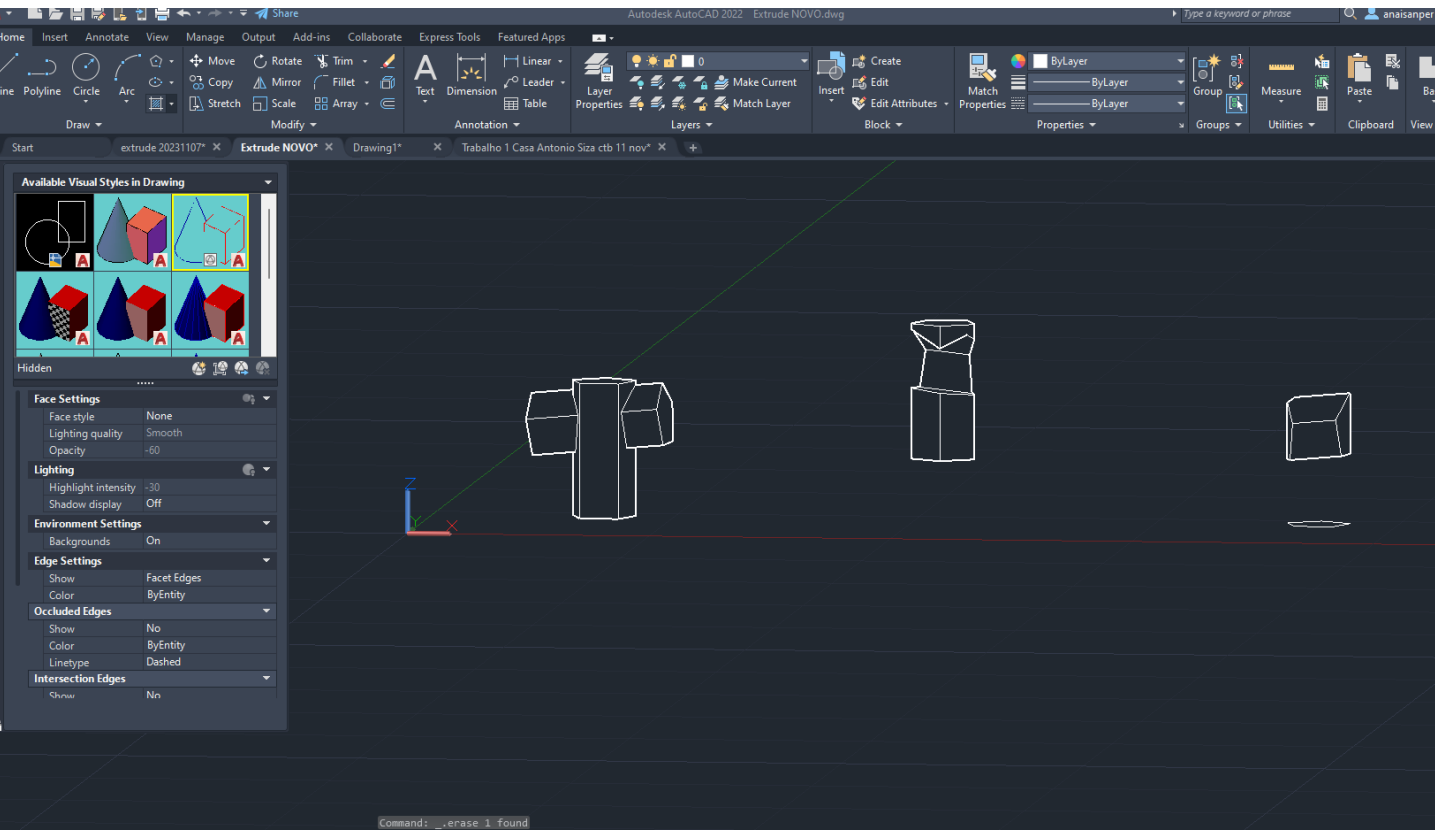 Share
Autodesk AutoCAD 2022 Extrude NOVO.dwg
Type a keyword or phrase
anaisanper
Home Insert Annotate View Manage Output Add-ins Collaborate Express Tools Featured Apps
Move Rotate Trim Linear 0 Create ByLayer
Polyline Circle Arc Copy Mirror Fillet Text Dimension Leader Layer Properties Make Current Insert Edit Match Properties ByLayer Group Measure Paste
Stretch Scale Array Table Match Layer Edit Attributes ByLayer
Draw Modify Annotation Layers Block Properties Groups Utilities Clipboard View
Start extrude 20231107* Extrude NOVO* Drawing1* Trabalho 1 Casa Antonio Siza ctb 11 nov*
Available Visual Styles in Drawing
Hidden
Face Settings
Face style None
Lighting quality Smooth
Opacity -60
Lighting
Highlight intensity -30
Shadow display Off
Environment Settings
Backgrounds On
Edge Settings
Show Facet Edges
Color ByEntity
Occluded Edges
Show No
Color ByEntity
Linetype Dashed
Intersection Edges
Show No
Z
Y X
Command: _.erase 1 found